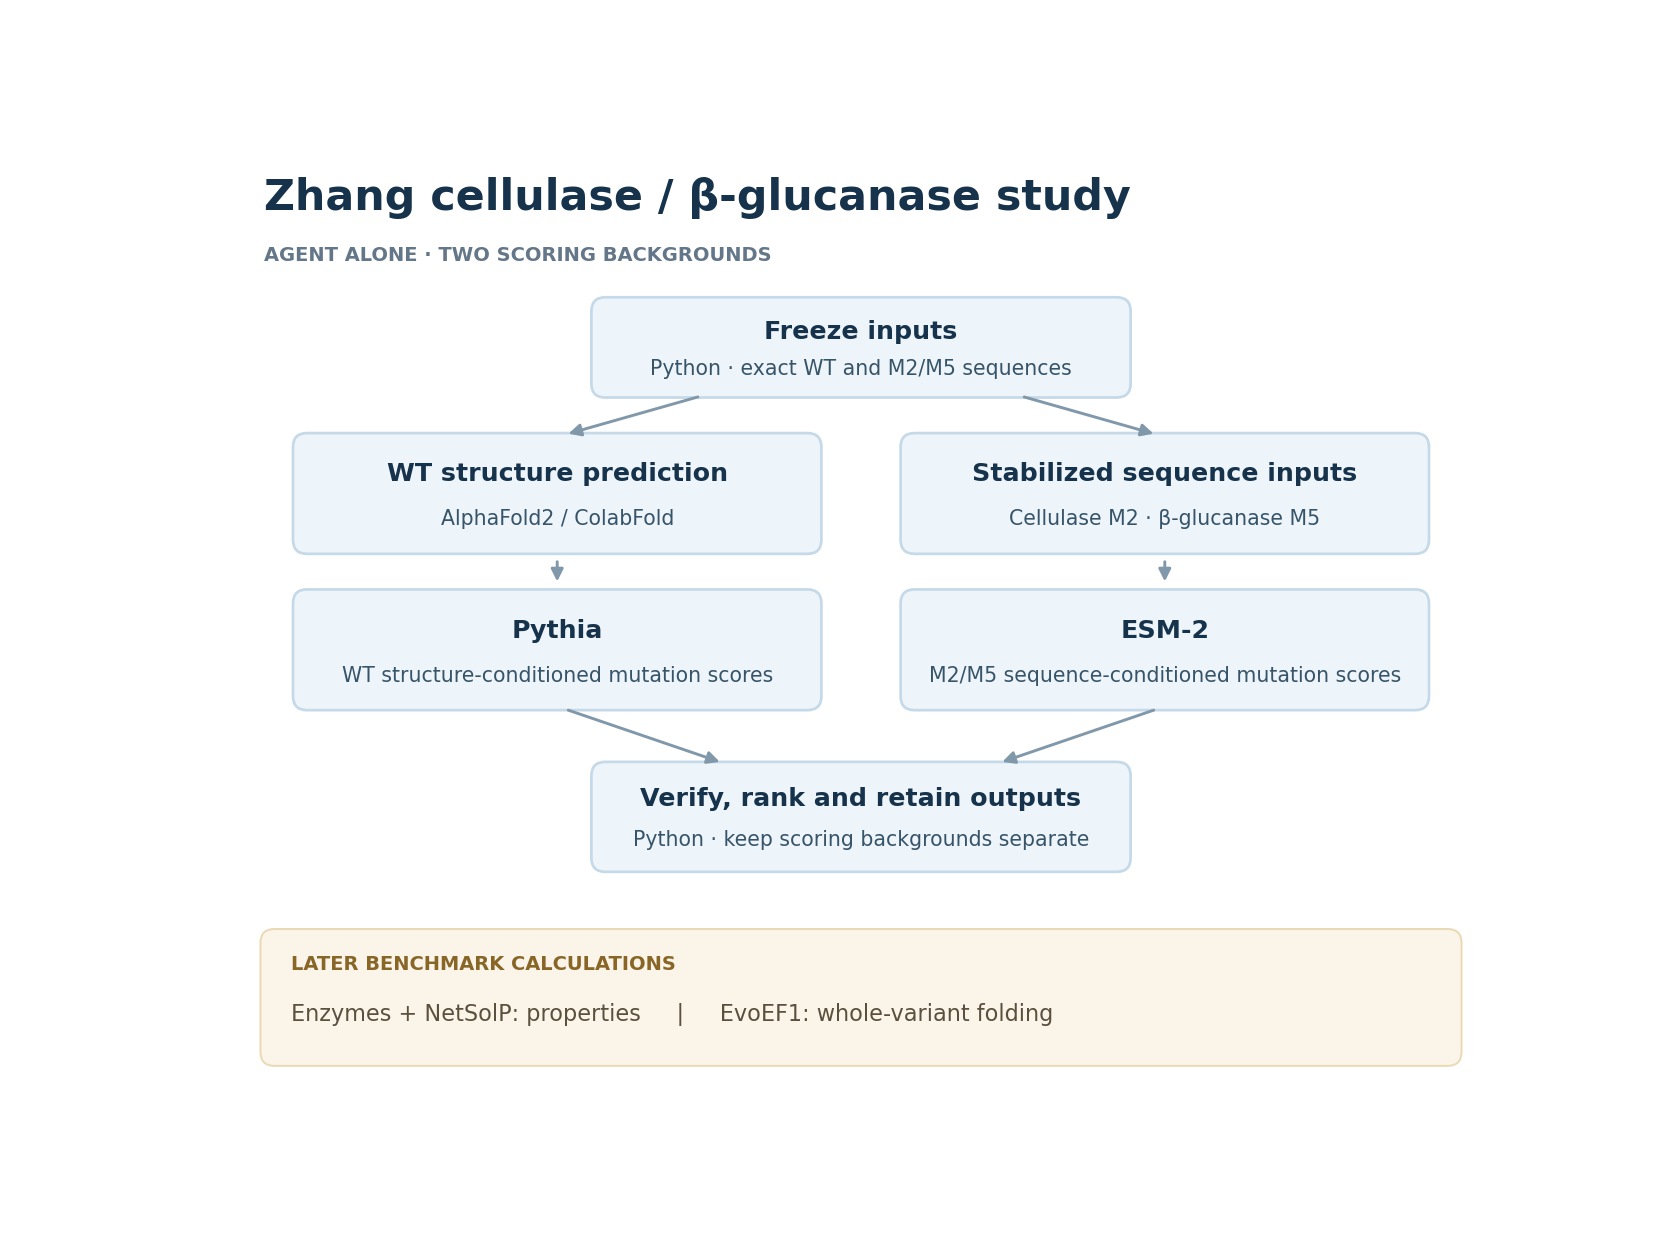 Zhang cellulase / β-glucanase study
AGENT ALONE · TWO SCORING BACKGROUNDS
Freeze inputs
Python · exact WT and M2/M5 sequences
WT structure prediction
AlphaFold2 / ColabFold
Stabilized sequence inputs
Cellulase M2 · β-glucanase M5
Pythia
WT structure-conditioned mutation scores
ESM-2
M2/M5 sequence-conditioned mutation scores
Verify, rank and retain outputs
Python · keep scoring backgrounds separate
LATER BENCHMARK CALCULATIONS
Enzymes + NetSolP: properties | EvoEF1: whole-variant folding